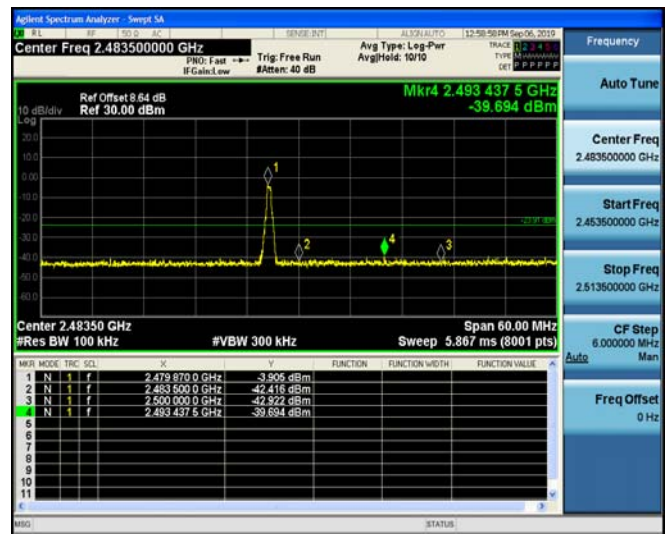 Agilent Spectrum Analyzer - Swept SA
RL RF 50 Ω AC SENSE:INT ALIGN AUTO 12:58:58 PM Sep 06, 2019
Center Freq 2.483500000 GHz
PNO: Fast
IFGain:Low
Trig: Free Run
#Atten: 40 dB
Avg Type: Log-Pwr
Avg|Hold: 10/10
TRACE 1 2 3 4 5 6
TYPE
DET P P P P P P
Mkr4 2.493 437 5 GHz
-39.694 dBm
Ref Offset 8.64 dB
Ref 30.00 dBm
10 dB/div
Log
20.0
0.00
-10.0
-20.0
-30.0
-40.0
-50.0
-60.0
1
2
4
3
Center 2.48350 GHz
Span 60.00 MHz
#Res BW 100 kHz
#VBW 300 kHz
Sweep 5.867 ms (8001 pts)
MKR MODE TRC SCL X Y FUNCTION FUNCTION WIDTH FUNCTION VALUE
1 N 1 f 2.479 870 0 GHz -3.905 dBm
2 N 1 f 2.483 500 0 GHz -42.416 dBm
3 N 1 f 2.500 000 0 GHz -42.922 dBm
4 N 1 f 2.493 437 5 GHz -39.694 dBm
5
6
7
8
9
10
11
MSG
STATUS
Frequency
Auto Tune
Center Freq
2.483500000 GHz
Start Freq
2.453500000 GHz
Stop Freq
2.513500000 GHz
CF Step
6.000000 MHz
Auto Man
Freq Offset
0 Hz